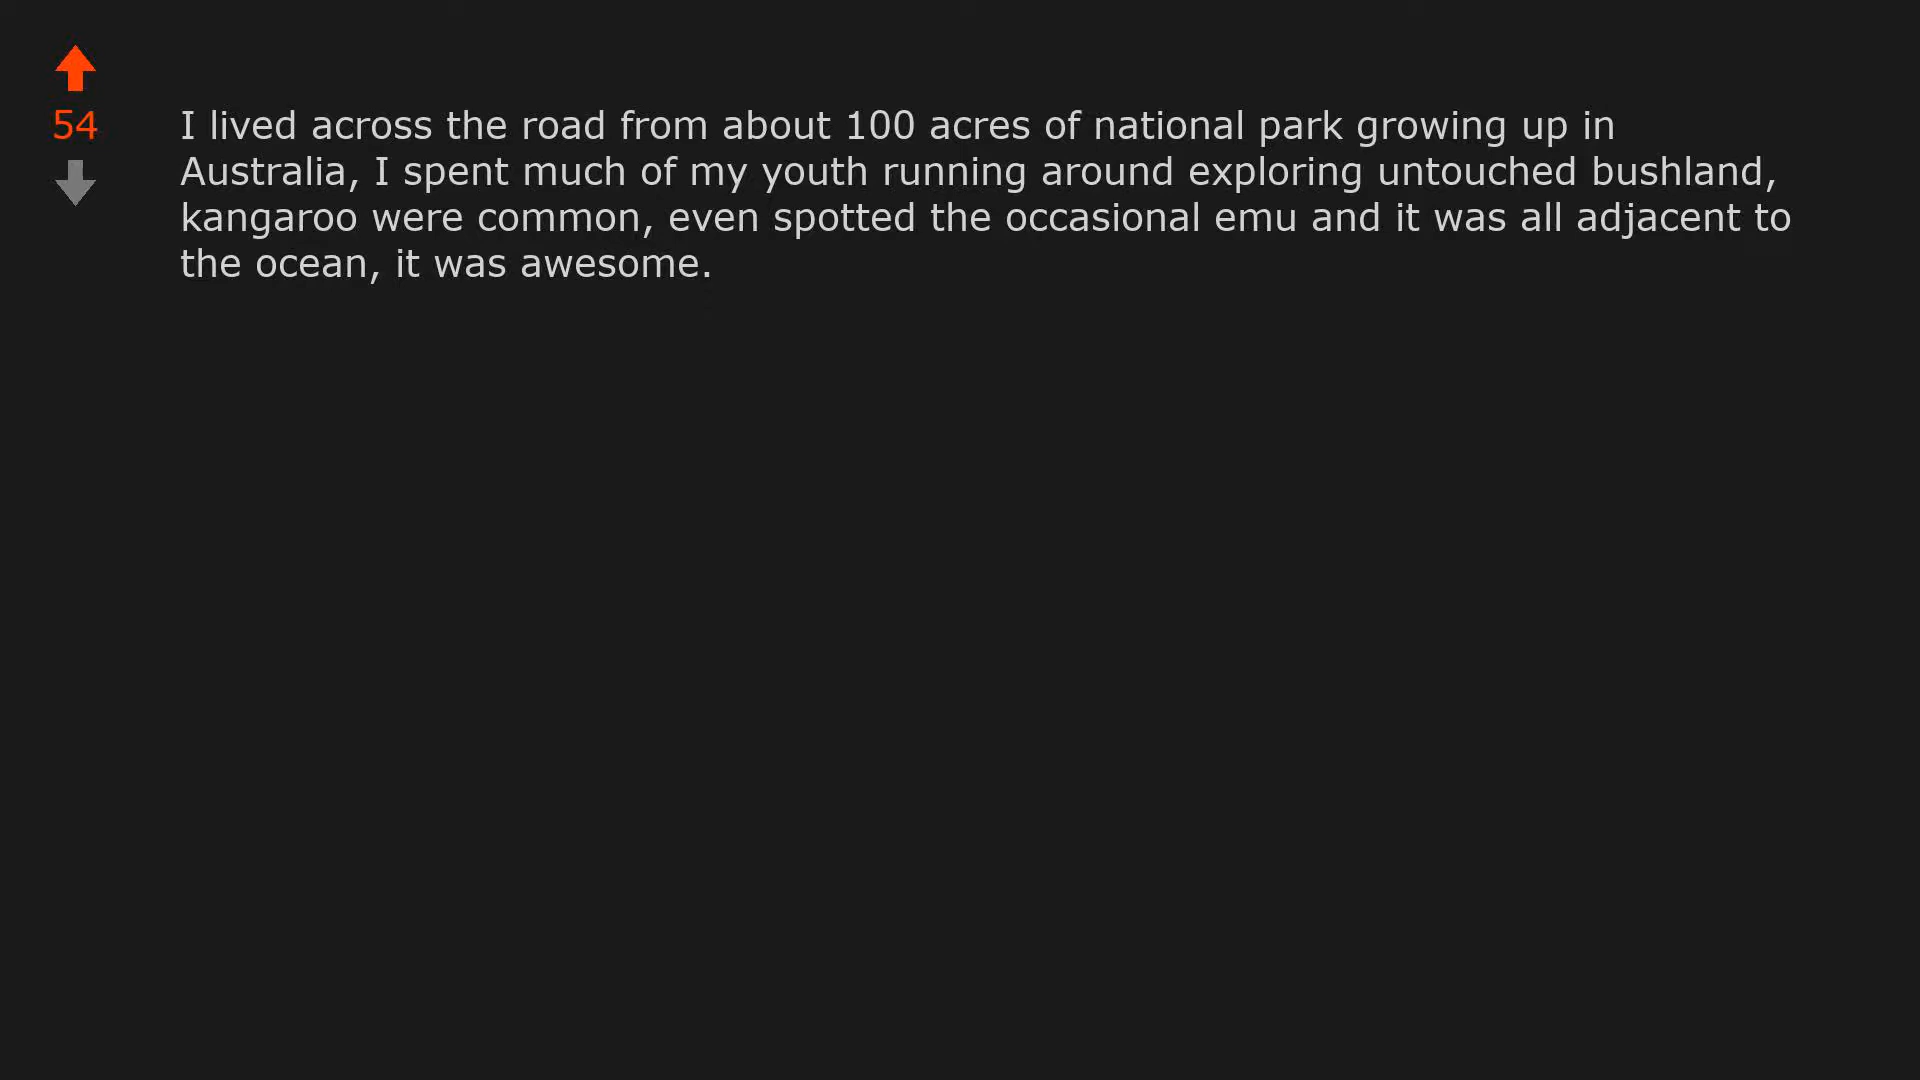 54
I lived across the road from about 100 acres of national park growing up in
Australia, I spent much of my youth running around exploring untouched bushland,
kangaroo were common, even spotted the occasional emu and it was all adjacent to
the ocean, it was awesome.